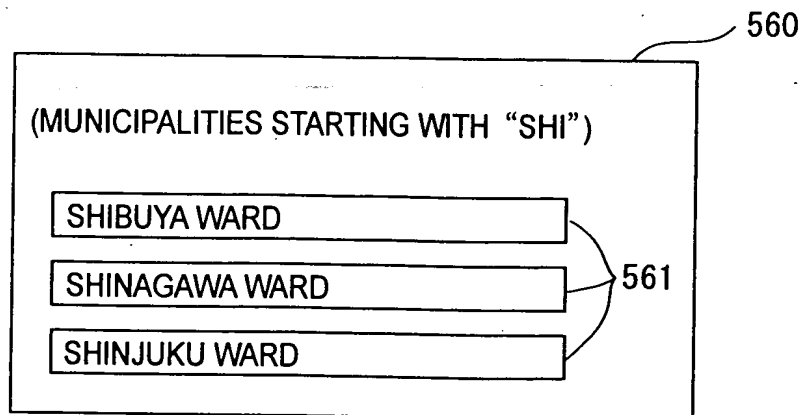 560
(MUNICIPALITIES STARTING WITH “SHI”)
SHIBUYA WARD
SHINAGAWA WARD
561
SHINJUKU WARD